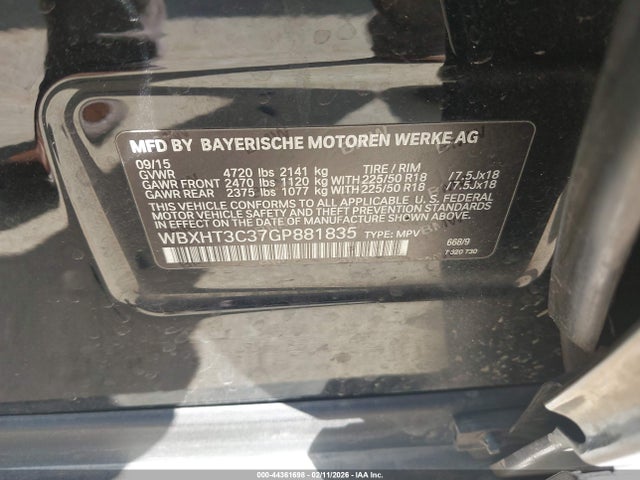 MFD BY BAYERISCHE MOTOREN WERKE AG
09/15
GVWR 4720 lbs 2141 kg TIRE / RIM
GAWR FRONT 2470 lbs 1120 kg WITH 225/50 R18 / 7.5Jx18
GAWR REAR 2375 lbs 1077 kg WITH 225/50 R18 / 7.5Jx18
THIS VEHICLE CONFORMS TO ALL APPLICABLE U. S. FEDERAL
MOTOR VEHICLE SAFETY AND THEFT PREVENTION STANDARDS
IN EFFECT ON THE DATE OF MANUFACTURE SHOWN ABOVE.
WBXHT3C37GP881835 TYPE: MPV
668/9
T 320 730
000-44361698 - 02/11/2026 - IAA Inc.